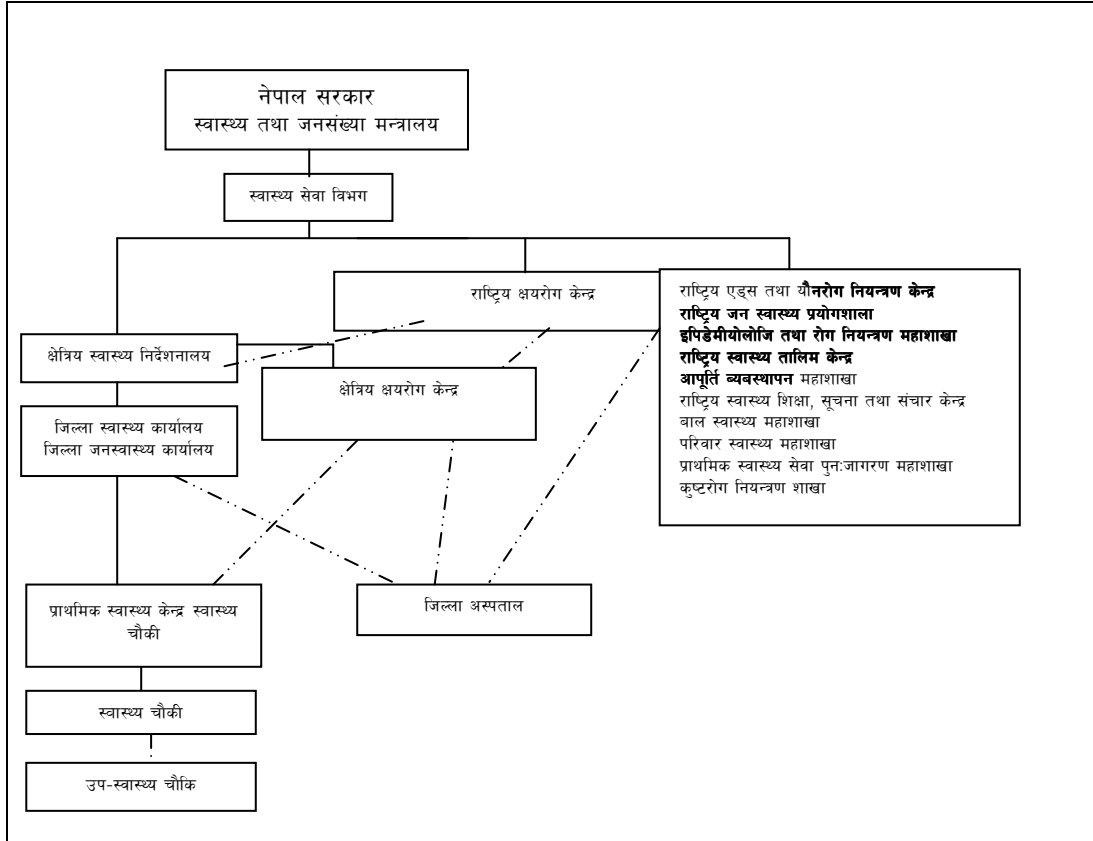 नेपाल सरकार
स्वास्थ्य तथा जनसंख्या मन्त्रालय
स्वास्थ्य सेवा विभग
राष्ट्रिय क्षयरोग केन्द्र
राष्ट्रिय एड्स तथा यौनरोग नियन्त्रण केन्द्र
राष्ट्रिय जन स्वास्थ्य प्रयोगशाला
इपिडेमीयोलोजि तथा रोग नियन्त्रण महाशाखा
राष्ट्रिय स्वास्थ्य तालिम केन्द्र
आपूर्ति ब्यबस्थापन महाशाखा
राष्ट्रिय स्वास्थ्य शिक्षा, सूचना तथा संचार केन्द्र
बाल स्वास्थ्य महाशाखा
परिवार स्वास्थ्य महाशाखा
प्राथमिक स्वास्थ्य सेवा पुन:जागरण महाशाखा
कुष्टरोग नियन्त्रण शाखा
क्षेत्रिय स्वास्थ्य निर्देशनालय
क्षेत्रिय क्षयरोग केन्द्र
जिल्ला स्वास्थ्य कार्यालय
जिल्ला जनस्वास्थ्य कार्यालय
प्राथमिक स्वास्थ्य केन्द्र स्वास्थ्य
चौकी
जिल्ला अस्पताल
स्वास्थ्य चौकी
उप-स्वास्थ्य चौकि